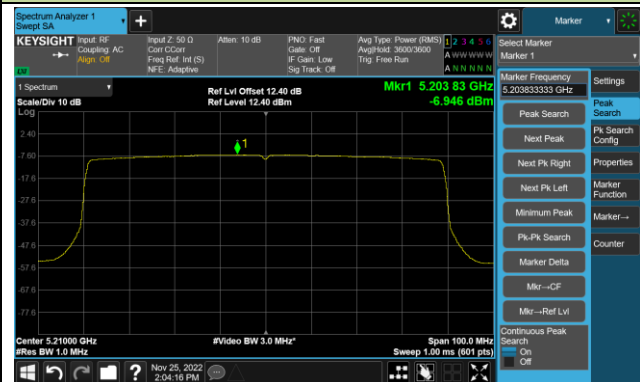 Spectrum Analyzer 1
Swept SA
Marker
KEYSIGHT
Input: RF
Coupling: AC
Align: Off
Input Z: 50 Ω
Corr CCorr
Freq Ref: Int (S)
NFE: Adaptive
Atten: 10 dB
PNO: Fast
Gate: Off
IF Gain: Low
Sig Track: Off
Avg Type: Power (RMS)
Avg|Hold: 3600/3600
Trig: Free Run
1 2 3 4 5 6
A W W W W W
A N N N N N
Select Marker
Marker 1
LXI
1 Spectrum
Scale/Div 10 dB
Ref Lvl Offset 12.40 dB
Ref Level 12.40 dBm
Mkr1 5.203 83 GHz
-6.946 dBm
Log
2.40
-7.60
-17.6
-27.6
-37.6
-47.6
-57.6
-67.6
-77.6
1
Center 5.21000 GHz
#Res BW 1.0 MHz
#Video BW 3.0 MHz*
Span 100.0 MHz
Sweep 1.00 ms (601 pts)
Marker Frequency
5.203833333 GHz
Peak Search
Next Peak
Next Pk Right
Next Pk Left
Minimum Peak
Pk-Pk Search
Marker Delta
Mkr→CF
Mkr→Ref Lvl
Continuous Peak
Search
On
Off
Settings
Peak
Search
Pk Search
Config
Properties
Marker
Function
Marker→
Counter
Nov 25, 2022
2:04:16 PM